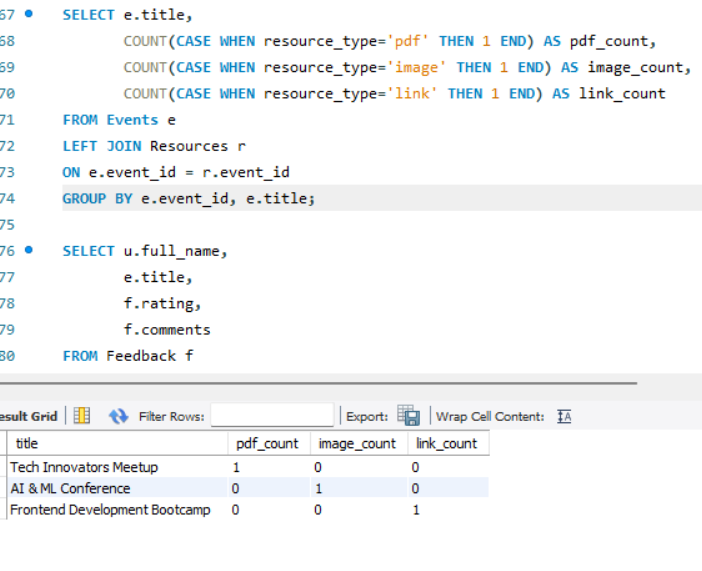 67 SELECT e.title,
68 COUNT(CASE WHEN resource_type='pdf' THEN 1 END) AS pdf_count,
69 COUNT(CASE WHEN resource_type='image' THEN 1 END) AS image_count,
70 COUNT(CASE WHEN resource_type='link' THEN 1 END) AS link_count
71 FROM Events e
72 LEFT JOIN Resources r
73 ON e.event_id = r.event_id
74 GROUP BY e.event_id, e.title;
75
76 SELECT u.full_name,
77 e.title,
78 f.rating,
79 f.comments
80 FROM Feedback f
esult Grid Filter Rows: Export: Wrap Cell Content: IA
title pdf_count image_count link_count
Tech Innovators Meetup 1 0 0
AI & ML Conference 0 1 0
Frontend Development Bootcamp 0 0 1